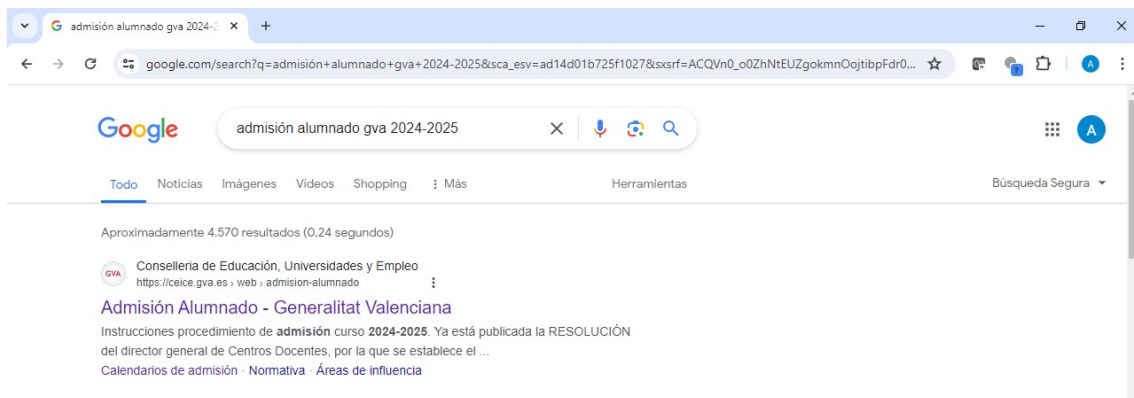 admisión alumnado gva 2024-2
google.com/search?q=admisión+alumnado+gva+2024-2025&sca_esv=ad14d01b725f1027&sxsrf=ACQVn0_o0ZhNtEUZgokmnOojtibpFdr0...
A
Google
admisión alumnado gva 2024-2025
A
Todo Noticias Imágenes Vídeos Shopping Más Herramientas Búsqueda Segura
Aproximadamente 4.570 resultados (0,24 segundos)
GVA
Conselleria de Educación, Universidades y Empleo
https://ceice.gva.es › web › admision-alumnado
Admisión Alumnado - Generalitat Valenciana
Instrucciones procedimiento de admisión curso 2024-2025. Ya está publicada la RESOLUCIÓN
del director general de Centros Docentes, por la que se establece el ...
Calendarios de admisión · Normativa · Áreas de influencia